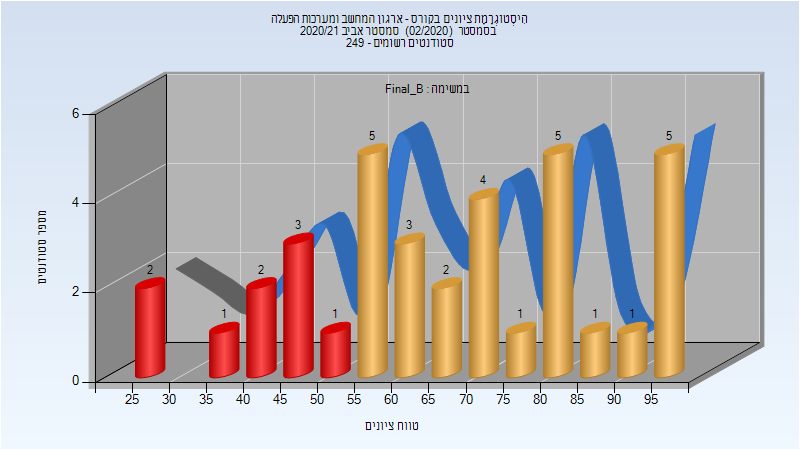 היסטוגרמת ציונים בקורס - ארגון המחשב ומערכות הפעלה
בסמסטר (02/2020) סמסטר אביב 2020/21
סטודנטים רשומים - 249
במשימה : Final_B
6
4
2
0
מספר סטודנטים
2
1
2
3
1
5
3
2
4
1
5
1
1
5
25 30 35 40 45 50 55 60 65 70 75 80 85 90 95
טווח ציונים